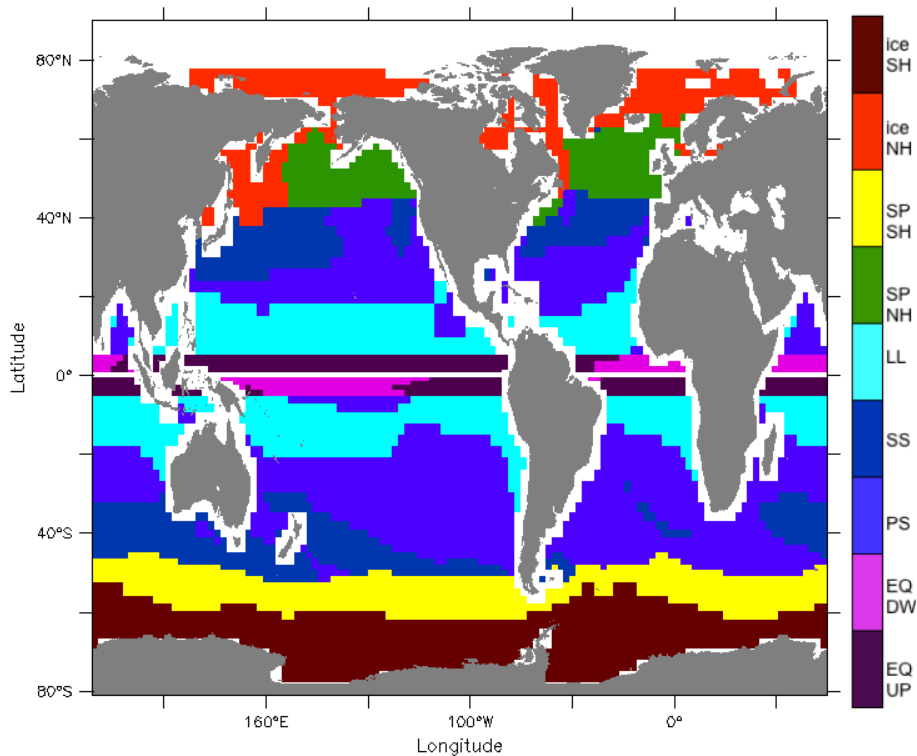 80°N
40°N
0°
40°S
80°S
Latitude
160°E
100°W
0°
Longitude
ice
SH
ice
NH
SP
SH
SP
NH
LL
SS
PS
EQ
DW
EQ
UP